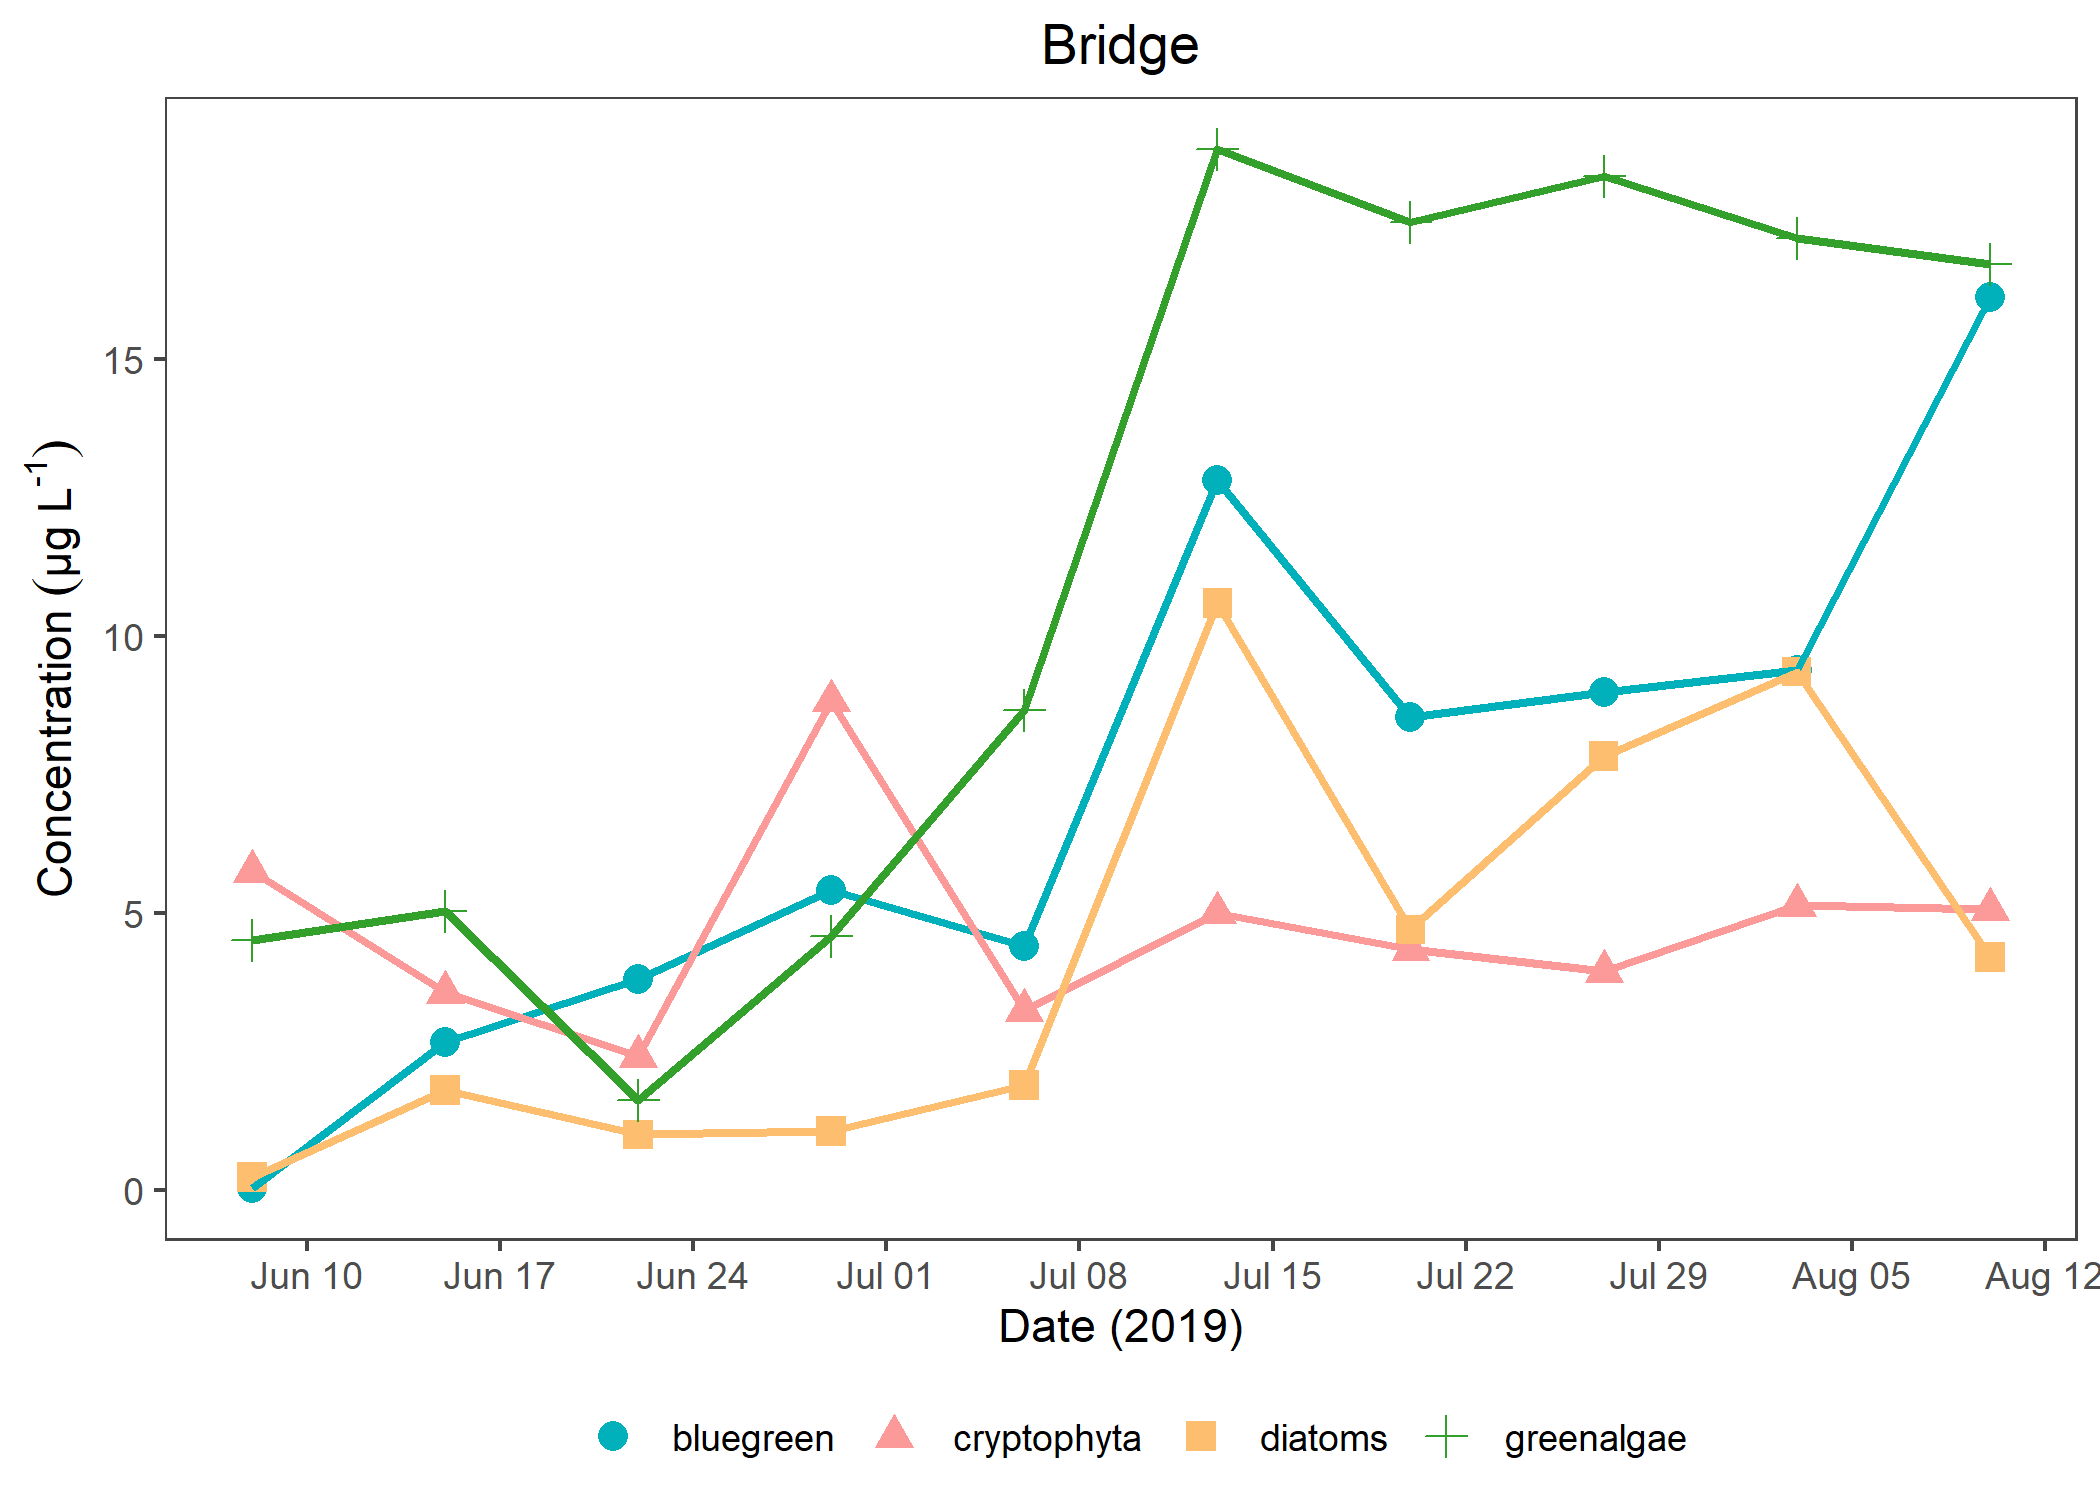 Bridge
Concentration (µg L⁻¹)
15
10
5
0
Jun 10 Jun 17 Jun 24 Jul 01 Jul 08 Jul 15 Jul 22 Jul 29 Aug 05 Aug 12
Date (2019)
bluegreen cryptophyta diatoms greenalgae